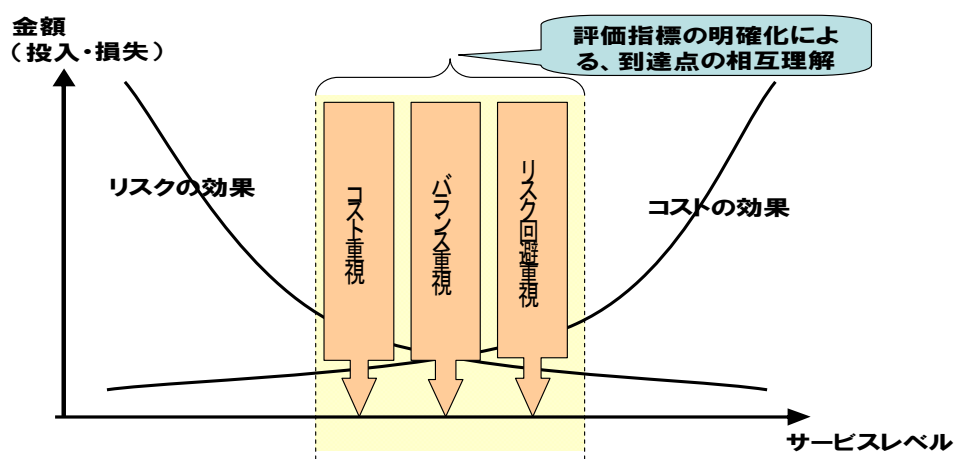 金額
（投入・損失）
評価指標の明確化によ
る、到達点の相互理解
リスクの効果
コスト重視
バランス重視
リスク回避重視
コストの効果
サービスレベル